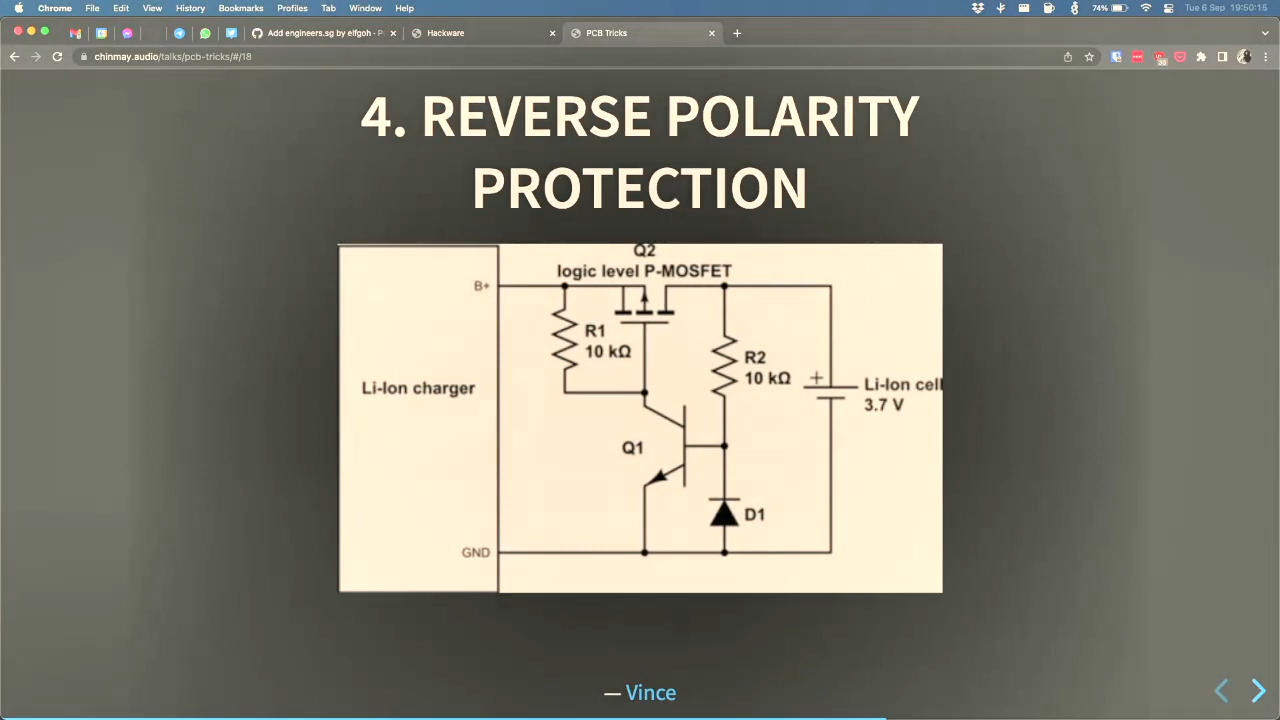 Chrome File Edit View History Bookmarks Profiles Tab Window Help 74% Tue 6 Sep 19:50:15
Add engineers.sg by elfgoh - P Hackware PCB Tricks
chinmay.audio/talks/pcb-tricks/#/18
4. REVERSE POLARITY
PROTECTION
Q2
logic level P-MOSFET
B+
R1
10 kΩ
R2
10 kΩ
+
Li-Ion charger
Li-Ion cell
3.7 V
Q1
D1
GND
— Vince